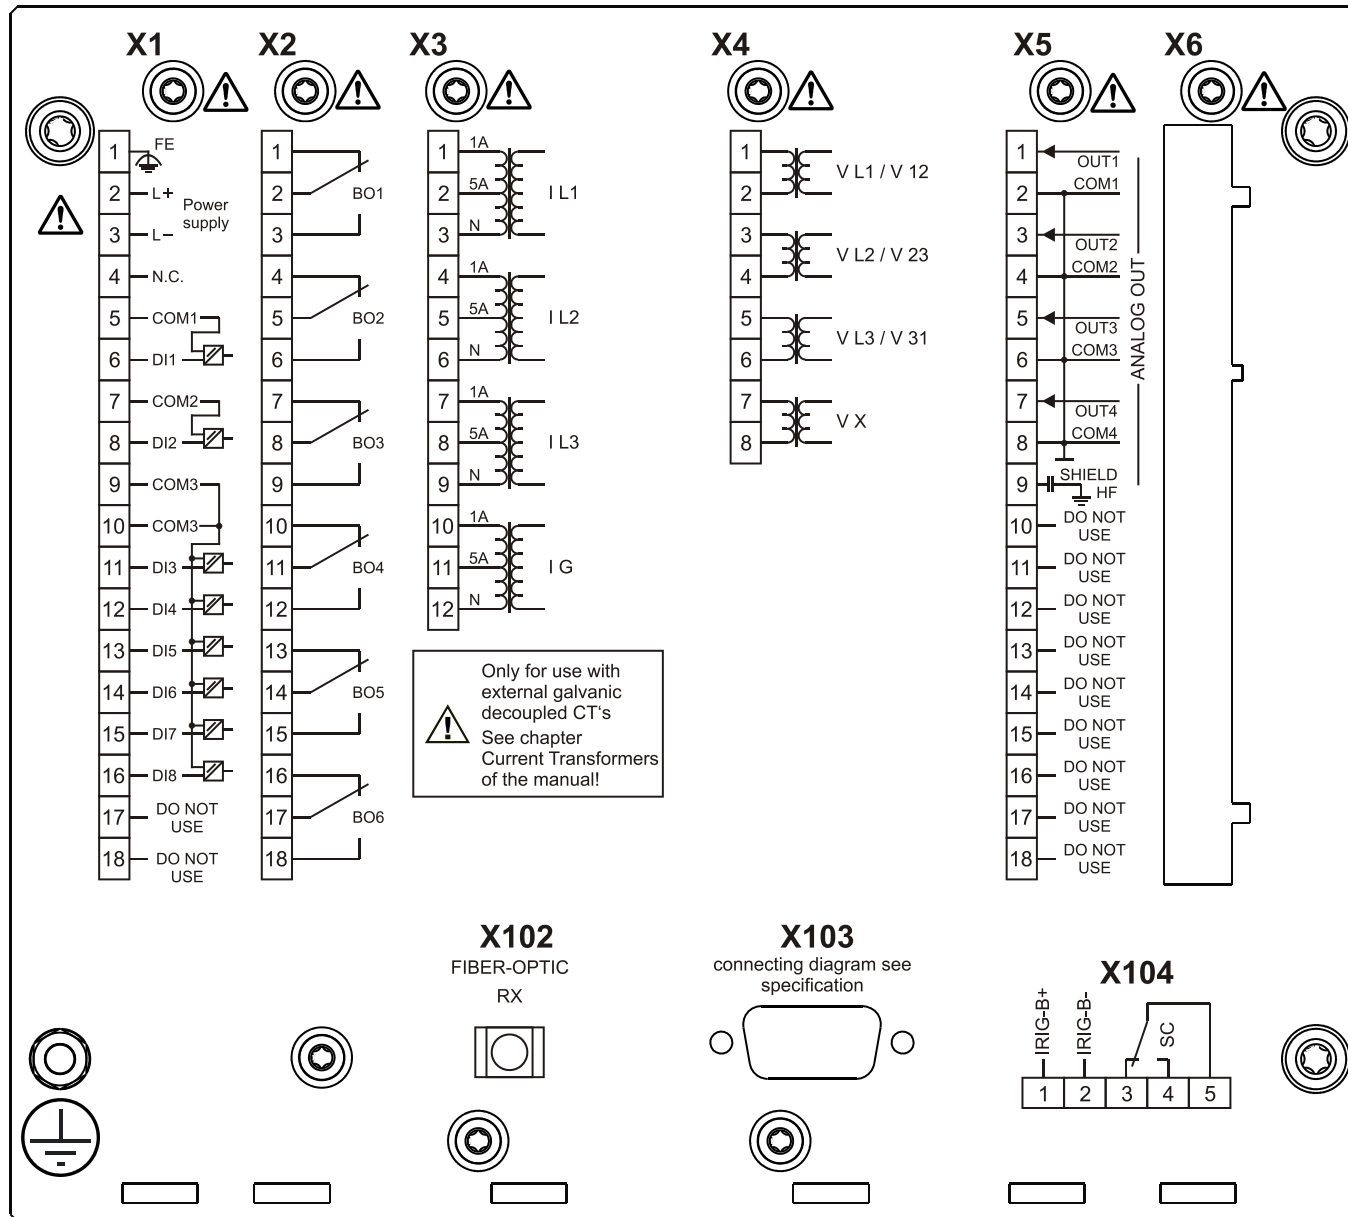 X1
1 FE
2 L+
Power
supply
3 L−
4 N.C.
5 COM1
6 DI1
7 COM2
8 DI2
9 COM3
10 COM3
11 DI3
12 DI4
13 DI5
14 DI6
15 DI7
16 DI8
17 DO NOT
USE
18 DO NOT
USE
X2
1
2 BO1
3
4
5 BO2
6
7
8 BO3
9
10
11 BO4
12
13
14 BO5
15
16
17 BO6
18
X3
1 1A
2 5A I L1
3 N
4 1A
5 5A I L2
6 N
7 1A
8 5A I L3
9 N
10 1A
11 5A I G
12 N
Only for use with
external galvanic
decoupled CT‘s
See chapter
Current Transformers
of the manual!
X4
1
V L1 / V 12
2
3
V L2 / V 23
4
5
V L3 / V 31
6
7
V X
8
X5
1 OUT1
2 COM1
3 OUT2
4 COM2
5 OUT3
6 COM3
7 OUT4
8 COM4
ANALOG OUT
9 SHIELD
HF
10 DO NOT
USE
11 DO NOT
USE
12 DO NOT
USE
13 DO NOT
USE
14 DO NOT
USE
15 DO NOT
USE
16 DO NOT
USE
17 DO NOT
USE
18 DO NOT
USE
X6
X102
FIBER-OPTIC
RX
X103
connecting diagram see
specification
X104
IRIG-B+
IRIG-B-
SC
1 2 3 4 5